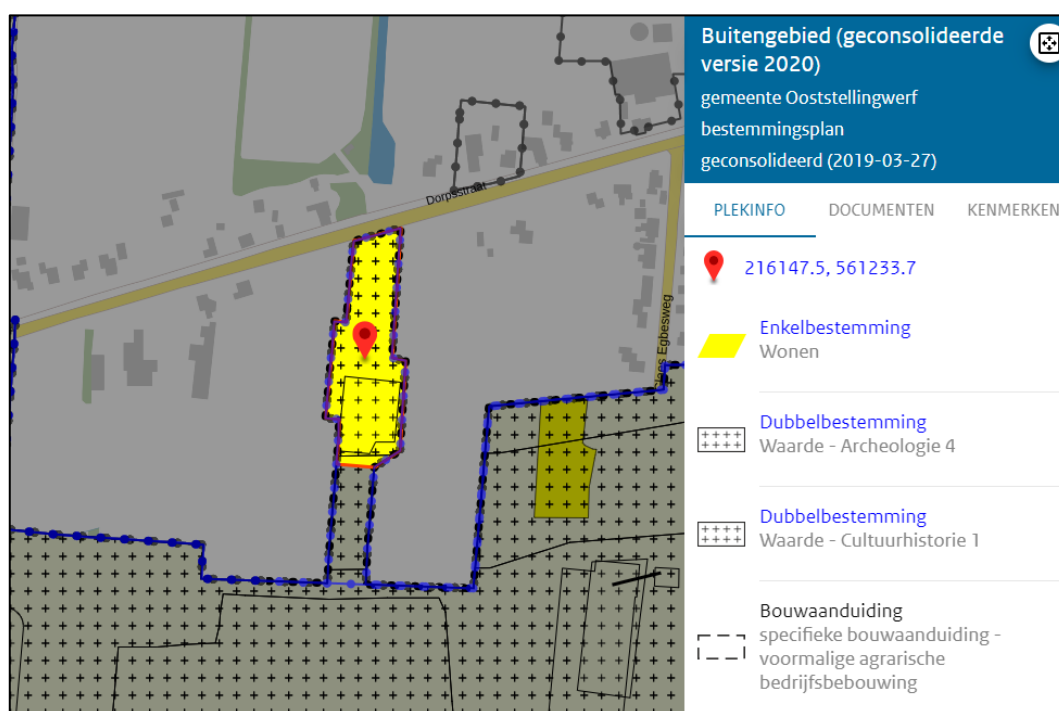 Buitengebied (geconsolideerde
versie 2020)
gemeente Ooststellingwerf
bestemmingsplan
geconsolideerd (2019-03-27)
PLEKINFO DOCUMENTEN KENMERKEN
216147.5, 561233.7
Enkelbestemming
Wonen
Dubbelbestemming
Waarde - Archeologie 4
Dubbelbestemming
Waarde - Cultuurhistorie 1
Bouwaanduiding
specifieke bouwaanduiding -
voormalige agrarische
bedrijfsbebouwing
Dorpsstraat
Egbesweg